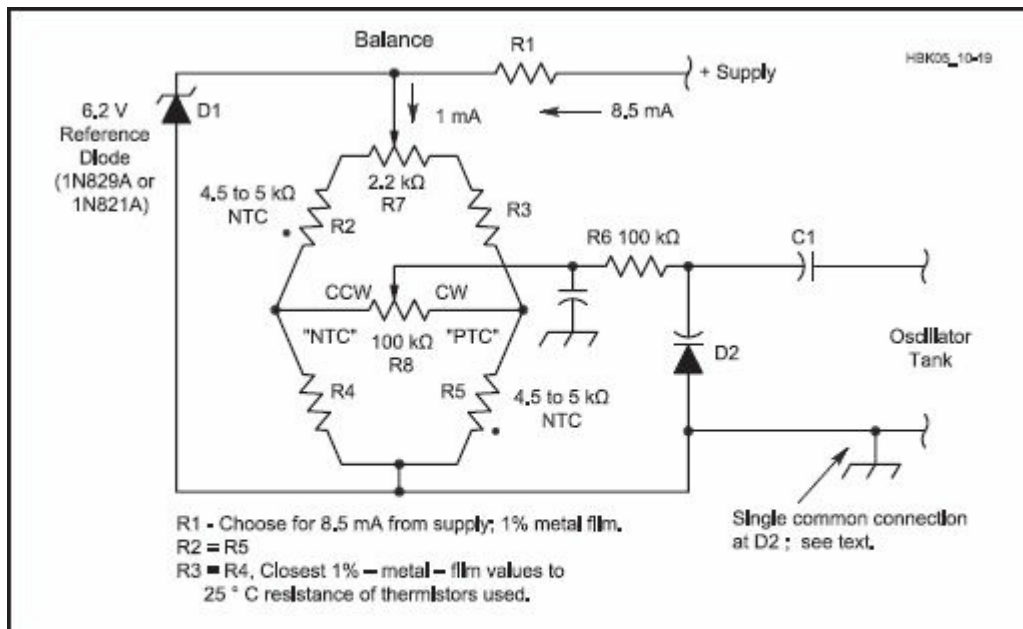 Balance
R1
HBK05_10-19
+ Supply
6.2 V
Reference
Diode
(1N829A or
1N821A)
D1
1 mA
8.5 mA
2.2 kΩ
R7
4.5 to 5 kΩ
NTC
R2
R3
R6 100 kΩ
C1
CCW
CW
"NTC"
100 kΩ
R8
"PTC"
D2
Oscillator
Tank
R4
R5
4.5 to 5 kΩ
NTC
R1 - Choose for 8.5 mA from supply; 1% metal film.
R2 = R5
R3 = R4, Closest 1% – metal – film values to
25 ° C resistance of thermistors used.
Single common connection
at D2 ; see text.